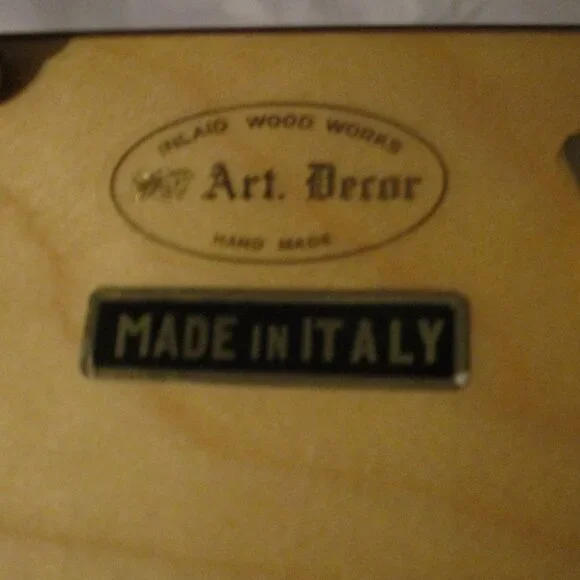 INLAID WOOD WORKS
Art. Decor
HAND MADE
MADE IN ITALY